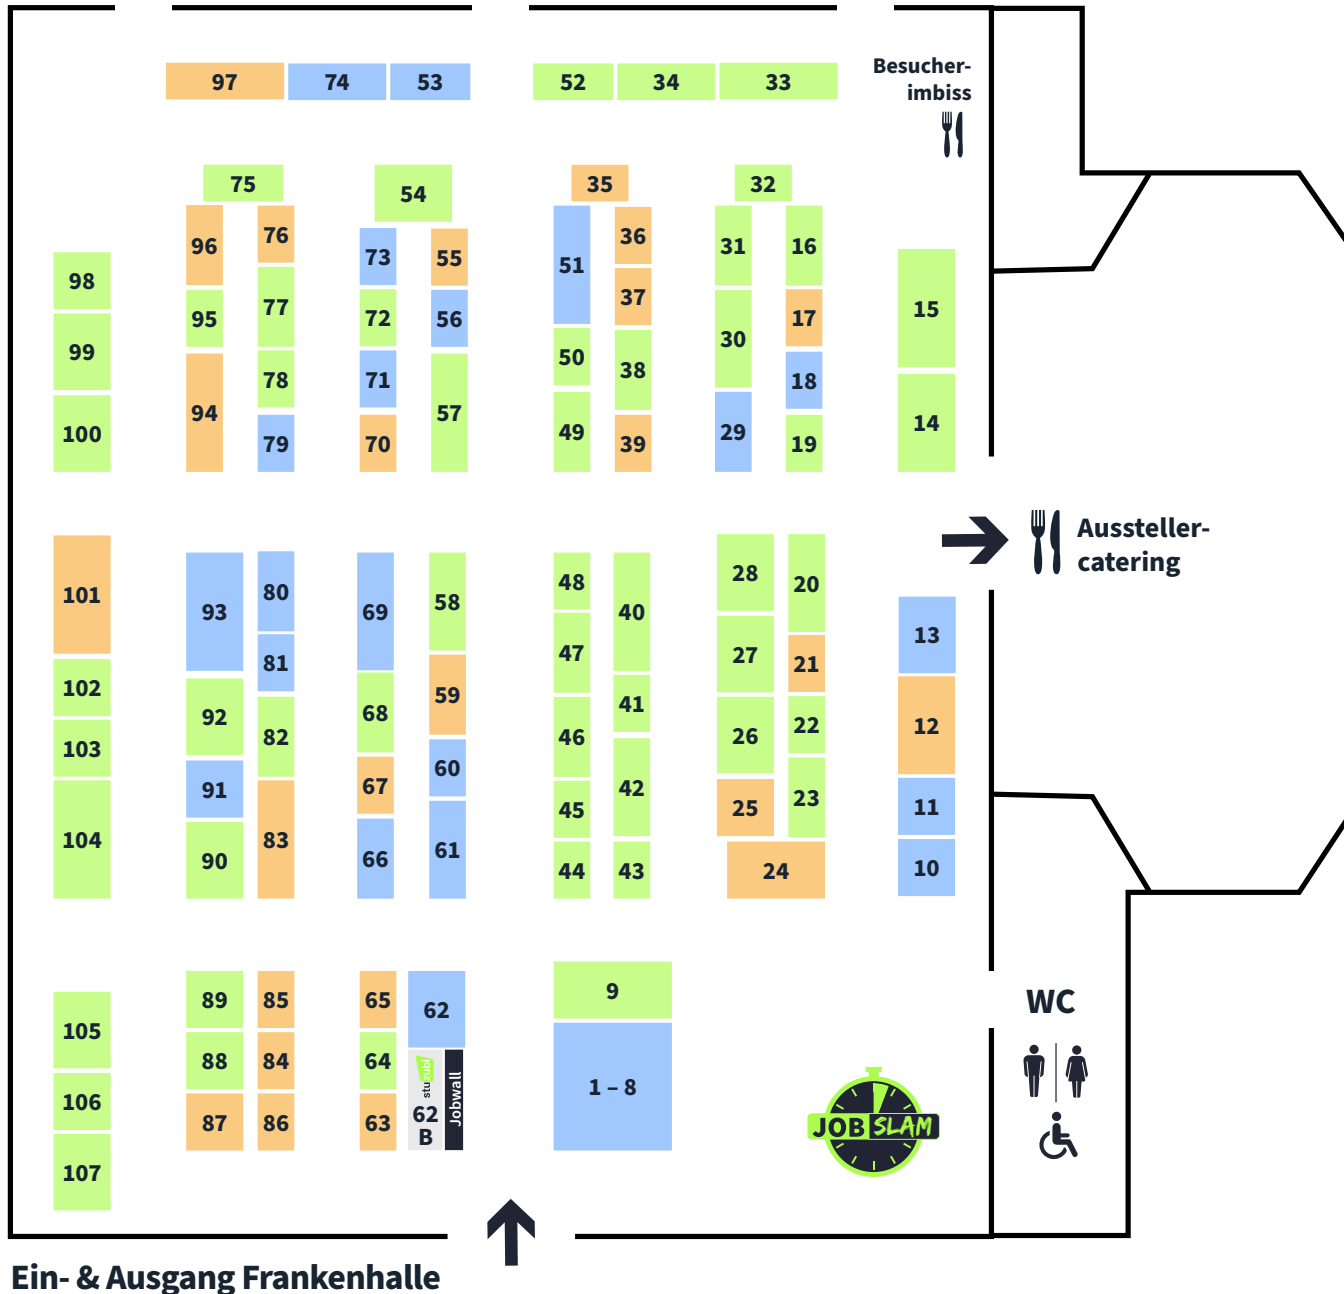 97 74 53 52 34 33
Besucher-
imbiss
75 54 35 32
96 76 73 55 51 36 31 16
98 95 77 72 56 37 30 17 15
99 78 71 50 38 18
100 94 79 70 57 49 39 29 19 14
Aussteller-
catering
101 93 80 69 58 48 40 28 20 13
81 47 27 21
102 92 82 68 59 46 41 26 22 12
103 91 67 60 45 42 25 23 11
104 90 83 66 61 44 43 24 10
89 85 65 62 9
WC
105 88 84 64 stuzubi 1 – 8
106 87 86 63 62 B Jobwall
JOB SLAM
107
Ein- & Ausgang Frankenhalle